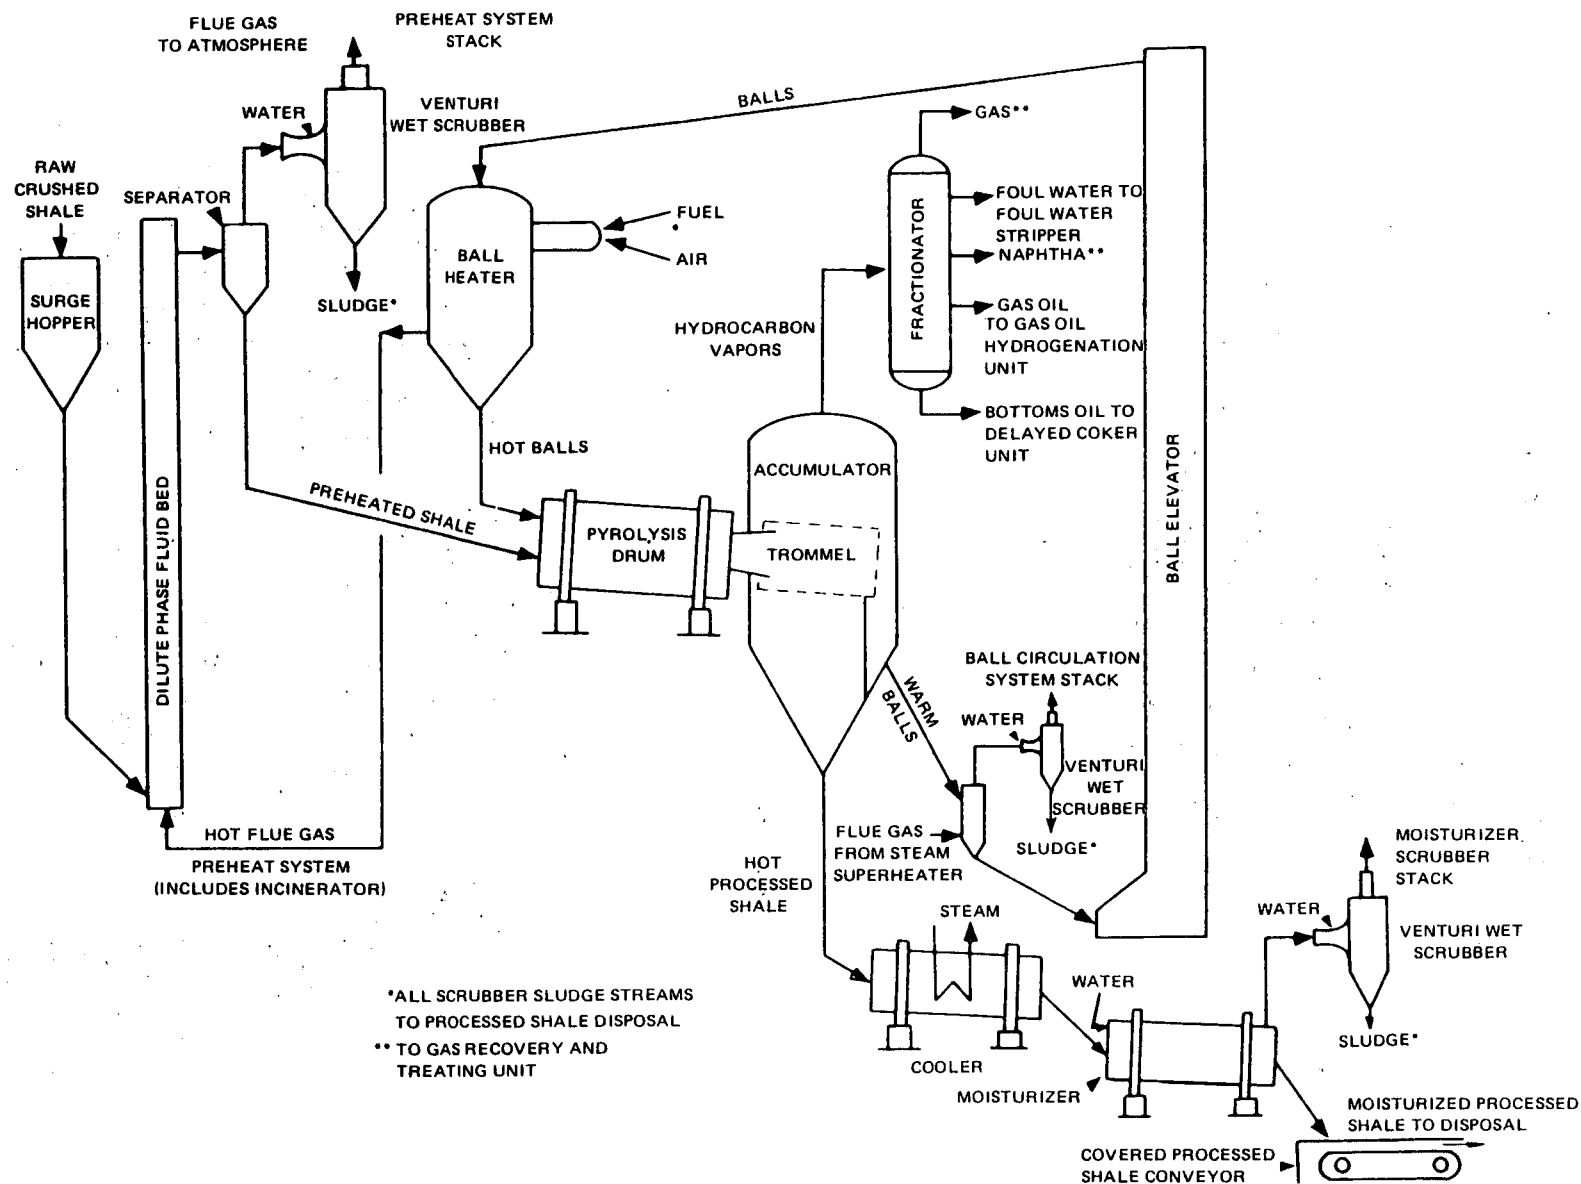 FLUE GAS
TO ATMOSPHERE
PREHEAT SYSTEM
STACK
WATER
VENTURI
WET SCRUBBER
RAW
CRUSHED
SHALE
SEPARATOR
SURGE
HOPPER
SLUDGE*
DILUTE PHASE FLUID BED
BALLS
BALL
HEATER
FUEL
AIR
HOT BALLS
PREHEATED SHALE
HOT FLUE GAS
PREHEAT SYSTEM
(INCLUDES INCINERATOR)
PYROLYSIS
DRUM
ACCUMULATOR
TROMMEL
HYDROCARBON
VAPORS
FRACTIONATOR
GAS**
FOUL WATER TO
FOUL WATER
STRIPPER
NAPHTHA**
GAS OIL
TO GAS OIL
HYDROGENATION
UNIT
BOTTOMS OIL TO
DELAYED COKER
UNIT
BALL ELEVATOR
WARM
BALLS
BALL CIRCULATION
SYSTEM STACK
WATER
VENTURI
WET
SCRUBBER
SLUDGE*
FLUE GAS
FROM STEAM
SUPERHEATER
HOT
PROCESSED
SHALE
STEAM
COOLER
WATER
MOISTURIZER
MOISTURIZER
SCRUBBER
STACK
WATER
VENTURI WET
SCRUBBER
SLUDGE*
MOISTURIZED PROCESSED
SHALE TO DISPOSAL
COVERED PROCESSED
SHALE CONVEYOR
*ALL SCRUBBER SLUDGE STREAMS
TO PROCESSED SHALE DISPOSAL
** TO GAS RECOVERY AND
TREATING UNIT